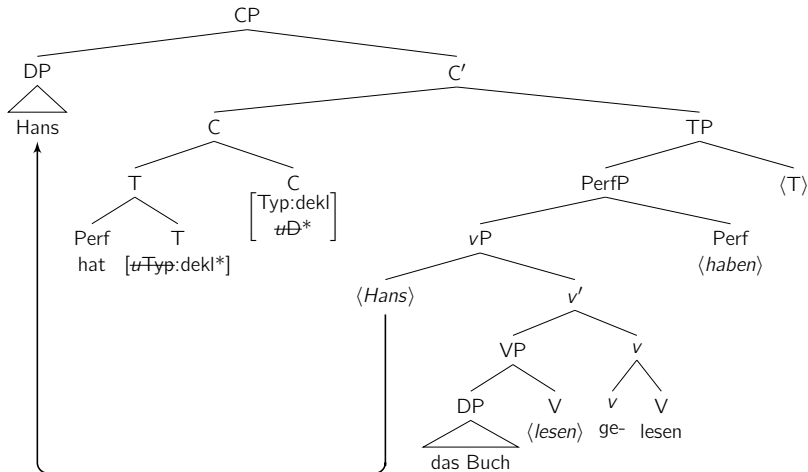 CP
DP C′
Hans
C TP
T C PerfP ⟨T⟩
[Typ:dekl
uD*]
Perf T vP Perf
hat [uTyp:dekl*] ⟨haben⟩
⟨Hans⟩ v′
VP v
DP V v V
das Buch ⟨lesen⟩ ge- lesen